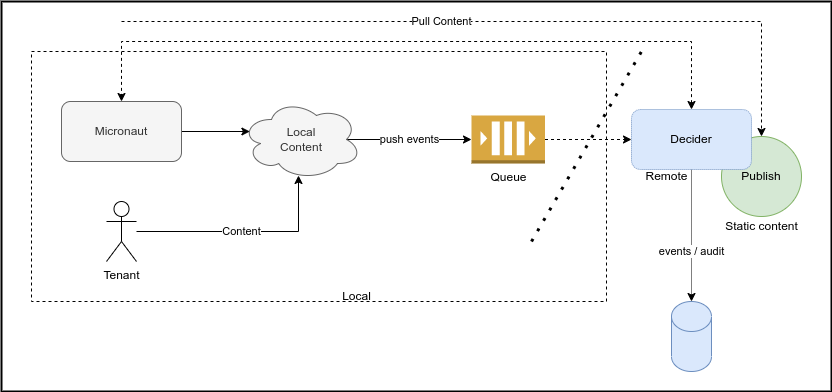 Pull Content
Micronaut
Local
Content
push events
Queue
Decider
Remote
Publish
Static content
Content
Tenant
events / audit
Local